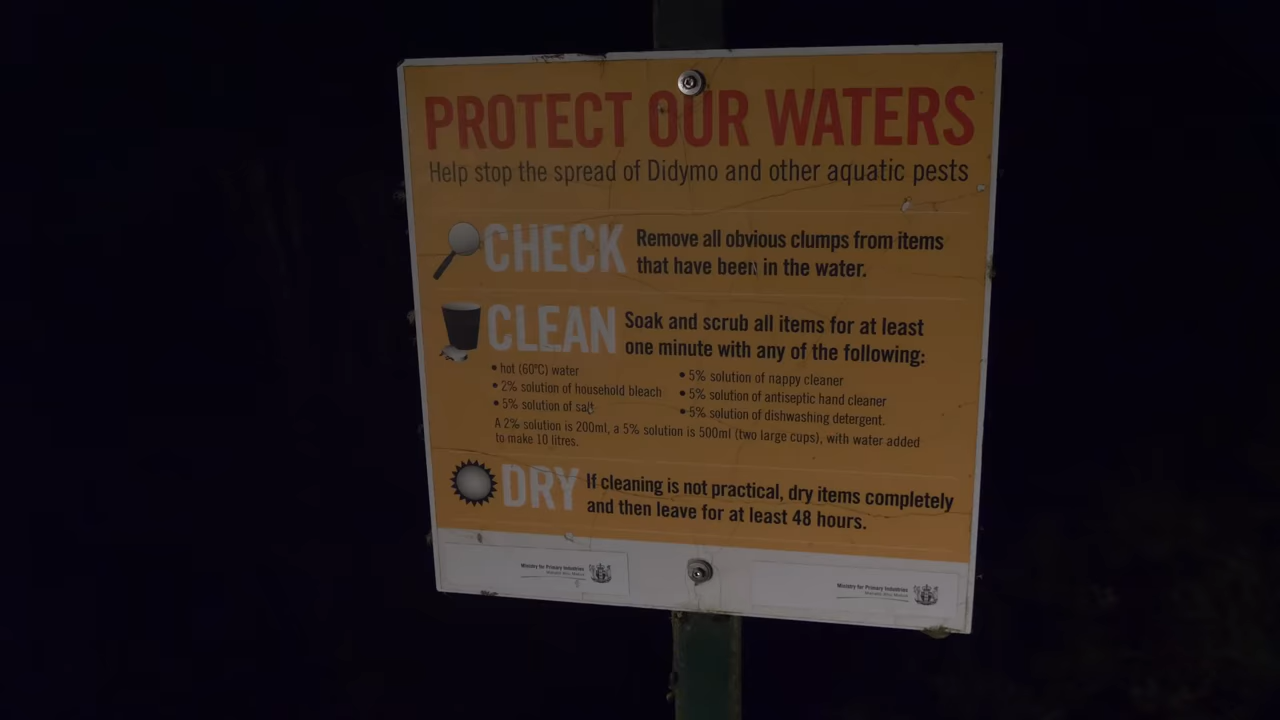 PROTECT OUR WATERS
Help stop the spread of Didymo and other aquatic pests
CHECK
Remove all obvious clumps from items
that have been in the water.
CLEAN
Soak and scrub all items for at least
one minute with any of the following:
• hot (60°C) water
• 2% solution of household bleach
• 5% solution of salt
• 5% solution of nappy cleaner
• 5% solution of antiseptic hand cleaner
• 5% solution of dishwashing detergent.
A 2% solution is 200ml, a 5% solution is 500ml (two large cups), with water added
to make 10 litres.
DRY
If cleaning is not practical, dry items completely
and then leave for at least 48 hours.
Ministry for Primary Industries
Ministry for Primary Industries